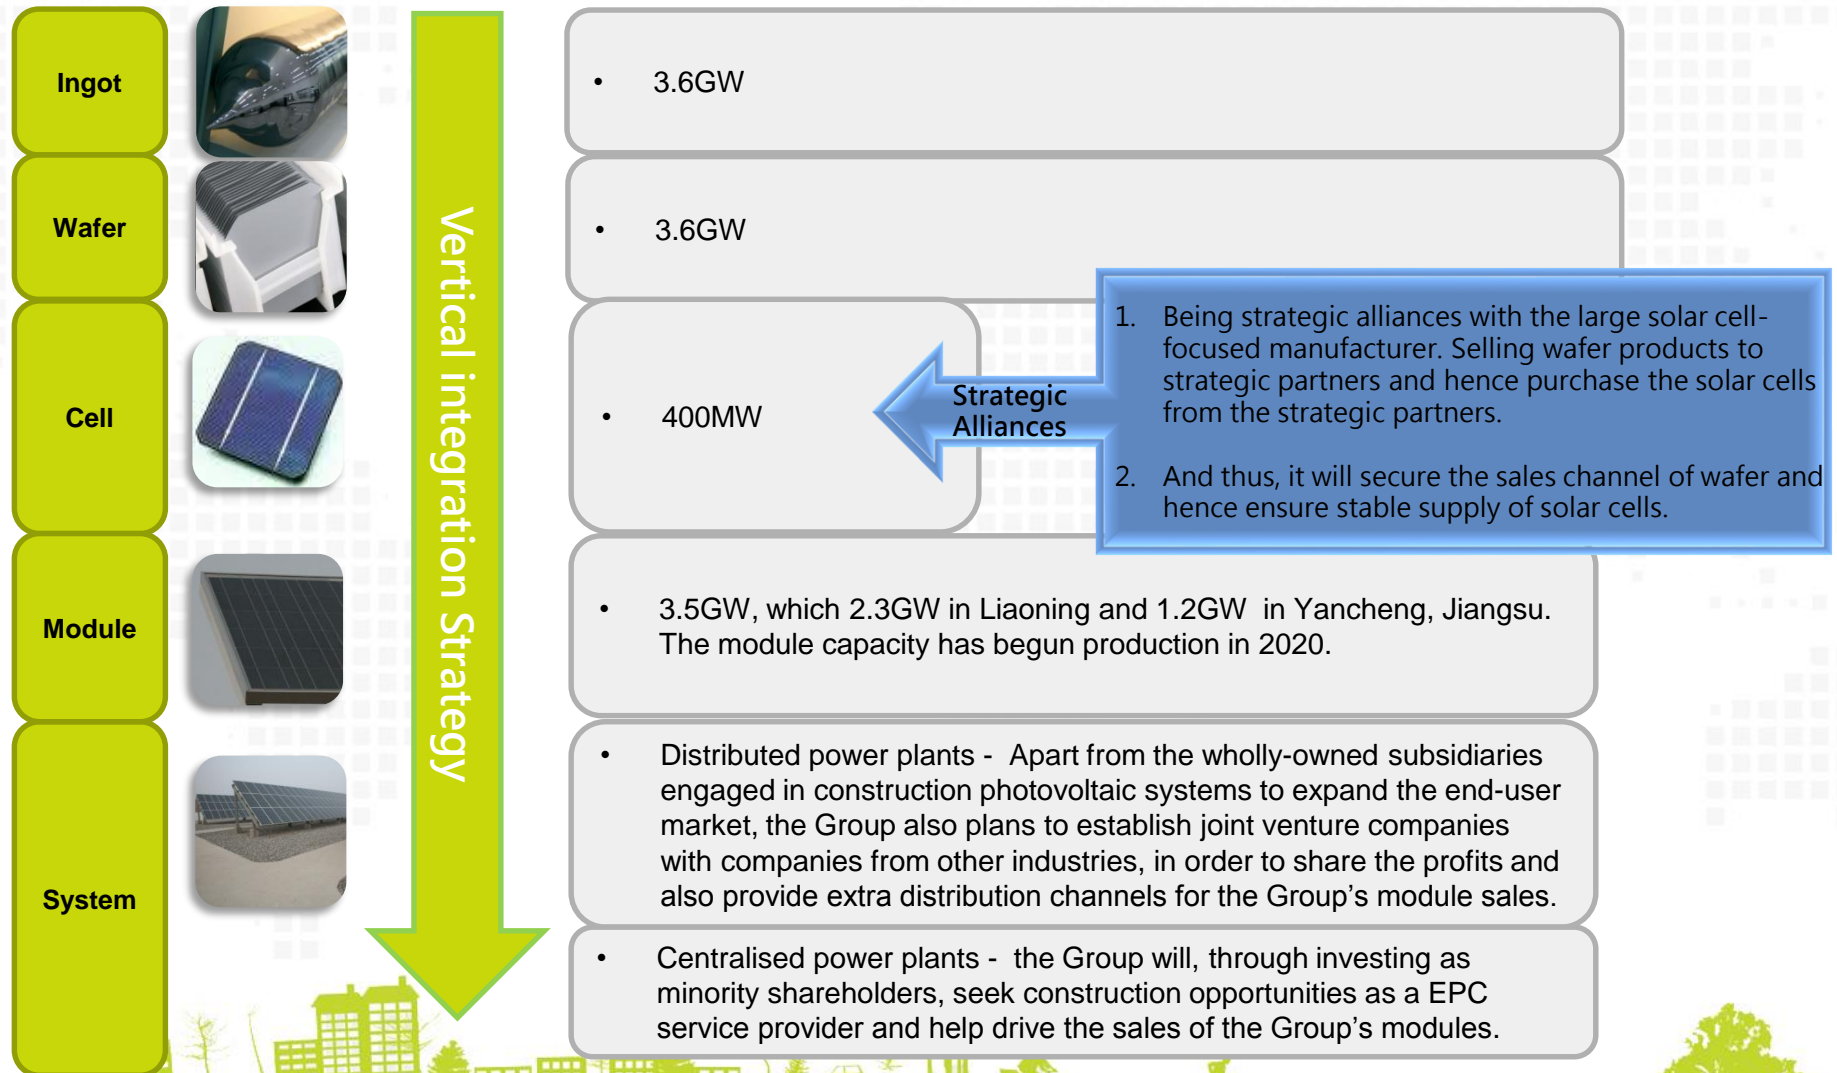 Ingot
• 3.6GW
Wafer
• 3.6GW
Vertical integration Strategy
Cell
• 400MW
Strategic
Alliances
1. Being strategic alliances with the large solar cell-
focused manufacturer. Selling wafer products to
strategic partners and hence purchase the solar cells
from the strategic partners.
2. And thus, it will secure the sales channel of wafer and
hence ensure stable supply of solar cells.
Module
• 3.5GW, which 2.3GW in Liaoning and 1.2GW in Yancheng, Jiangsu.
The module capacity has begun production in 2020.
System
• Distributed power plants - Apart from the wholly-owned subsidiaries
engaged in construction photovoltaic systems to expand the end-user
market, the Group also plans to establish joint venture companies
with companies from other industries, in order to share the profits and
also provide extra distribution channels for the Group’s module sales.
• Centralised power plants - the Group will, through investing as
minority shareholders, seek construction opportunities as a EPC
service provider and help drive the sales of the Group’s modules.